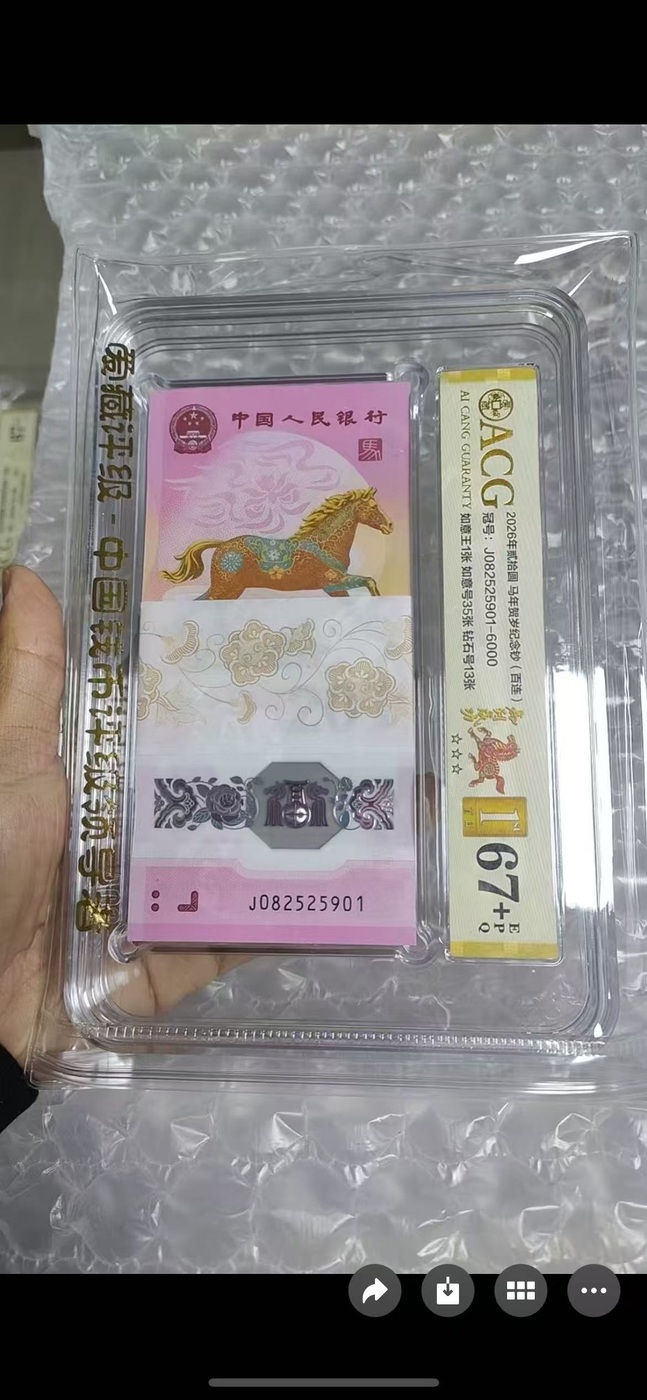 中国人民银行
馬
J082525901
爱藏评级 - 中国钱币评级领导者
ACG
AI CANG GUARANTY
2026年贰拾圆 马年贺岁纪念钞（百连）
冠号：J082525901-6000
如意王1张 如意号35张 钻石号13张
67+
E
PQ